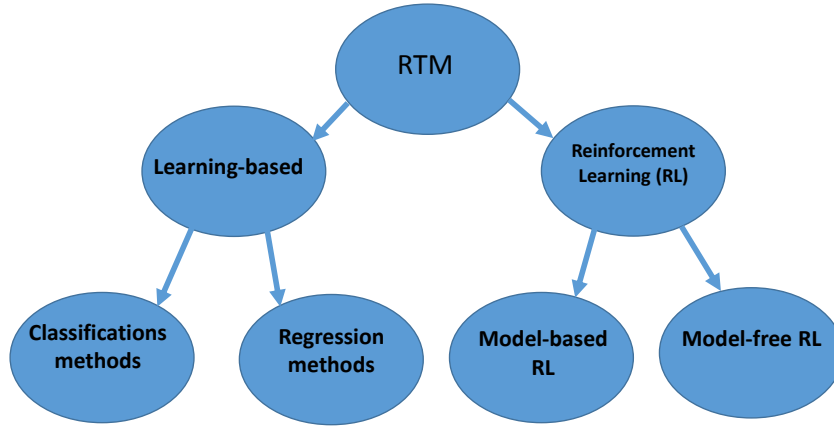 RTM
Learning-based
Reinforcement
Learning (RL)
Classifications
methods
Regression
methods
Model-based
RL
Model-free RL